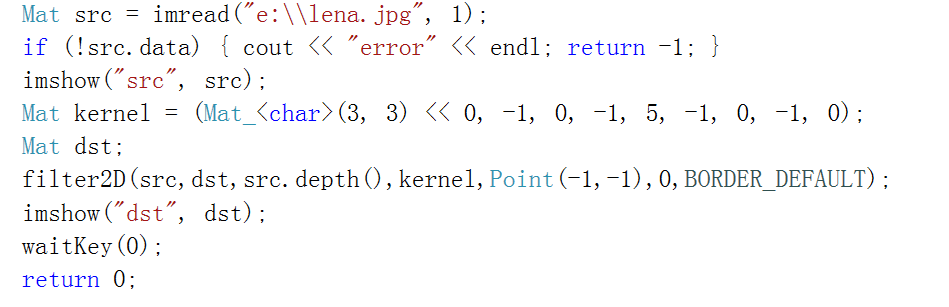 Mat src = imread("e:\\lena.jpg", 1);
if (!src.data) { cout << "error" << endl; return -1; }
imshow("src", src);
Mat kernel = (Mat_<char>(3, 3) << 0, -1, 0, -1, 5, -1, 0, -1, 0);
Mat dst;
filter2D(src,dst,src.depth(),kernel,Point(-1,-1),0,BORDER_DEFAULT);
imshow("dst", dst);
waitKey(0);
return 0;